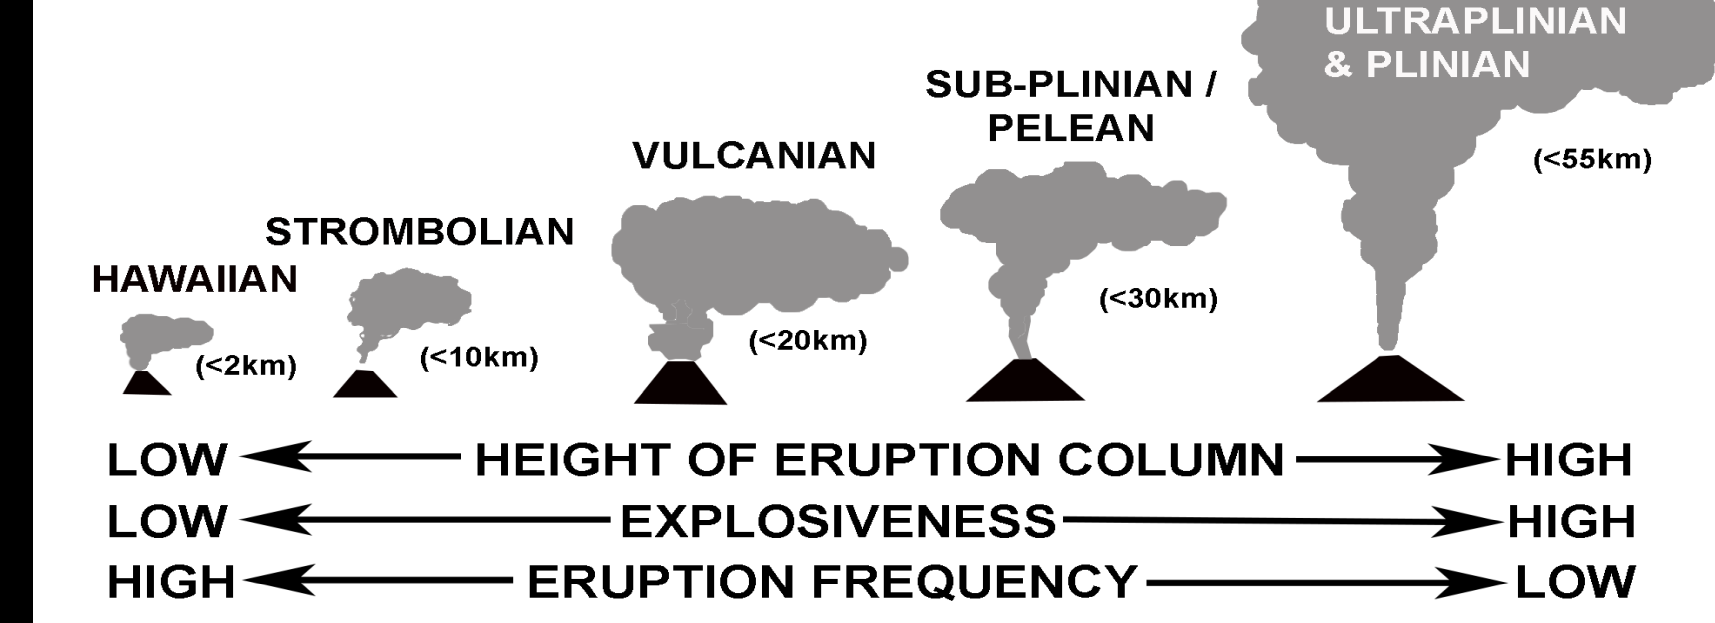 ULTRAPLINIAN
& PLINIAN
SUB-PLINIAN /
PELEAN
VULCANIAN
(<55km)
STROMBOLIAN
HAWAIIAN
(<30km)
(<20km)
(<10km)
(<2km)
LOW HEIGHT OF ERUPTION COLUMN HIGH
LOW EXPLOSIVENESS HIGH
HIGH ERUPTION FREQUENCY LOW